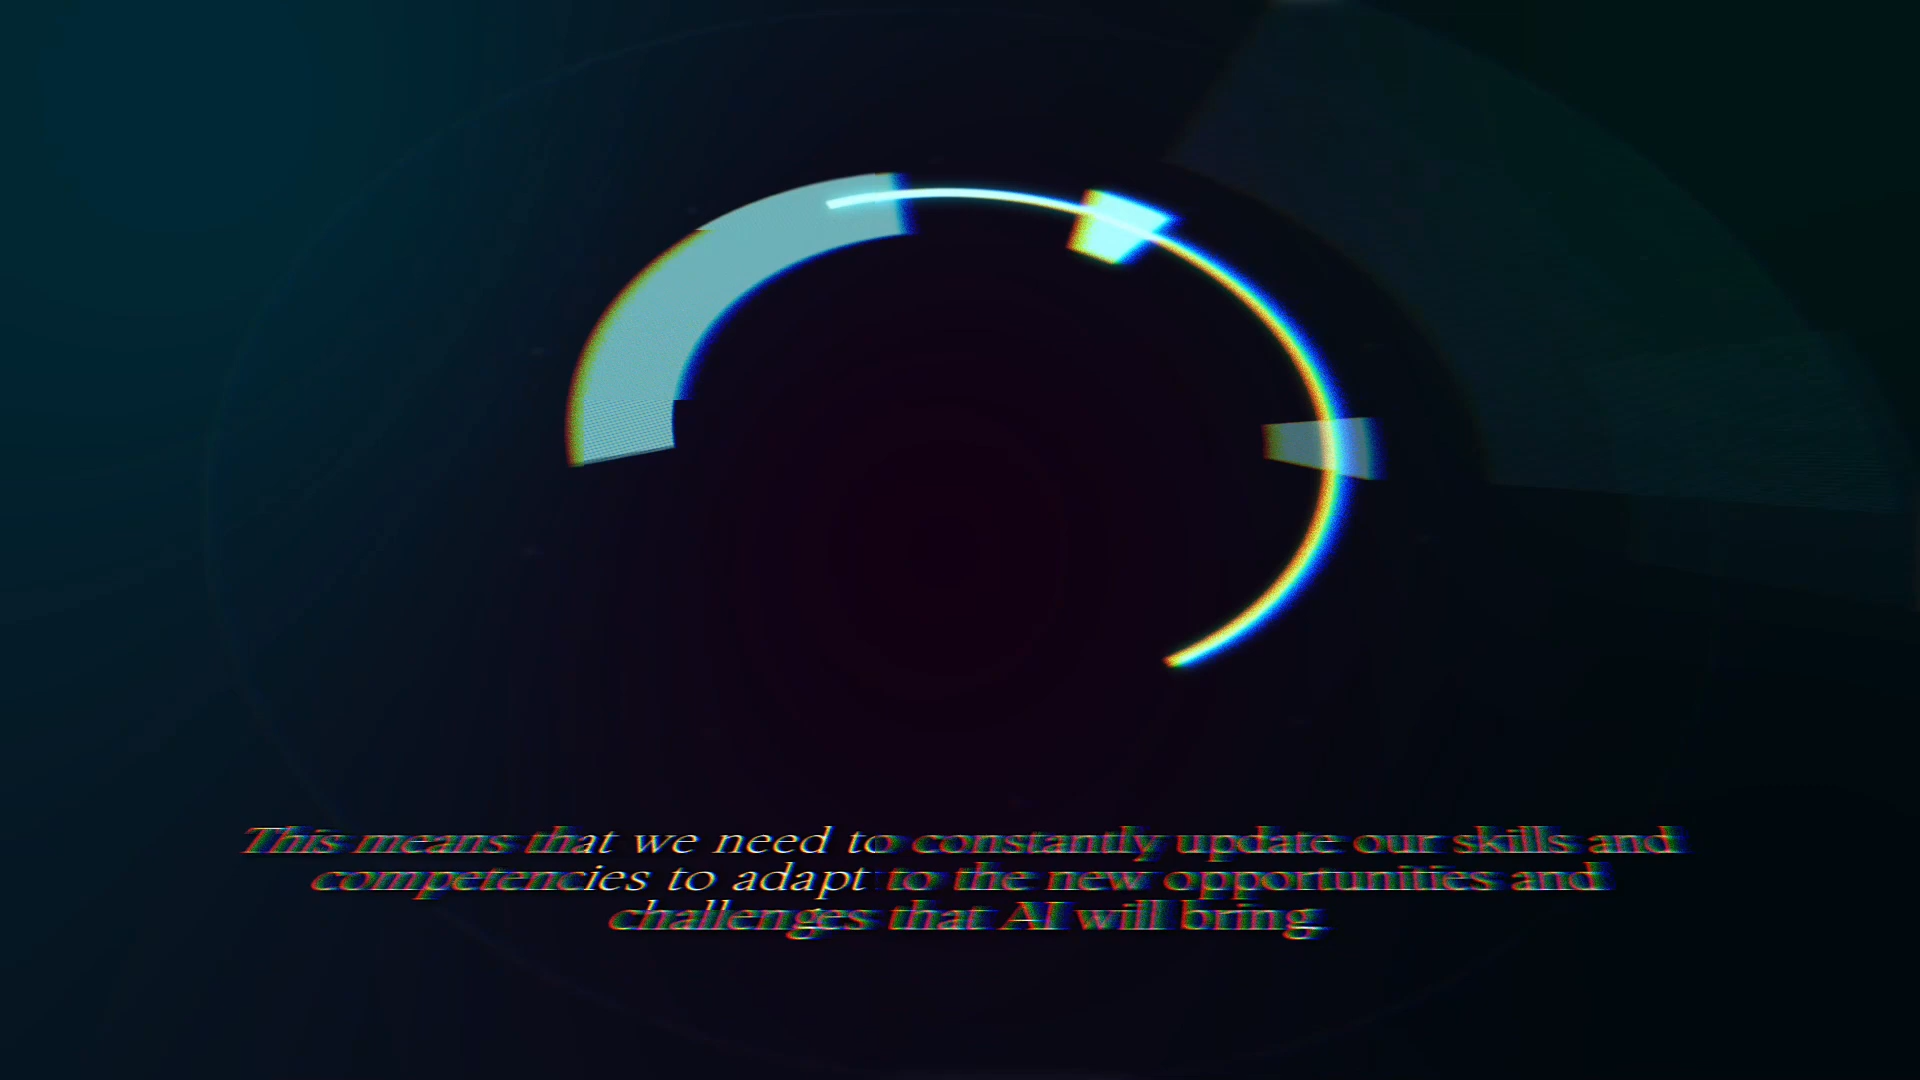 This means that we need to constantly update our skills and
competencies to adapt to the new opportunities and
challenges that AI will bring.